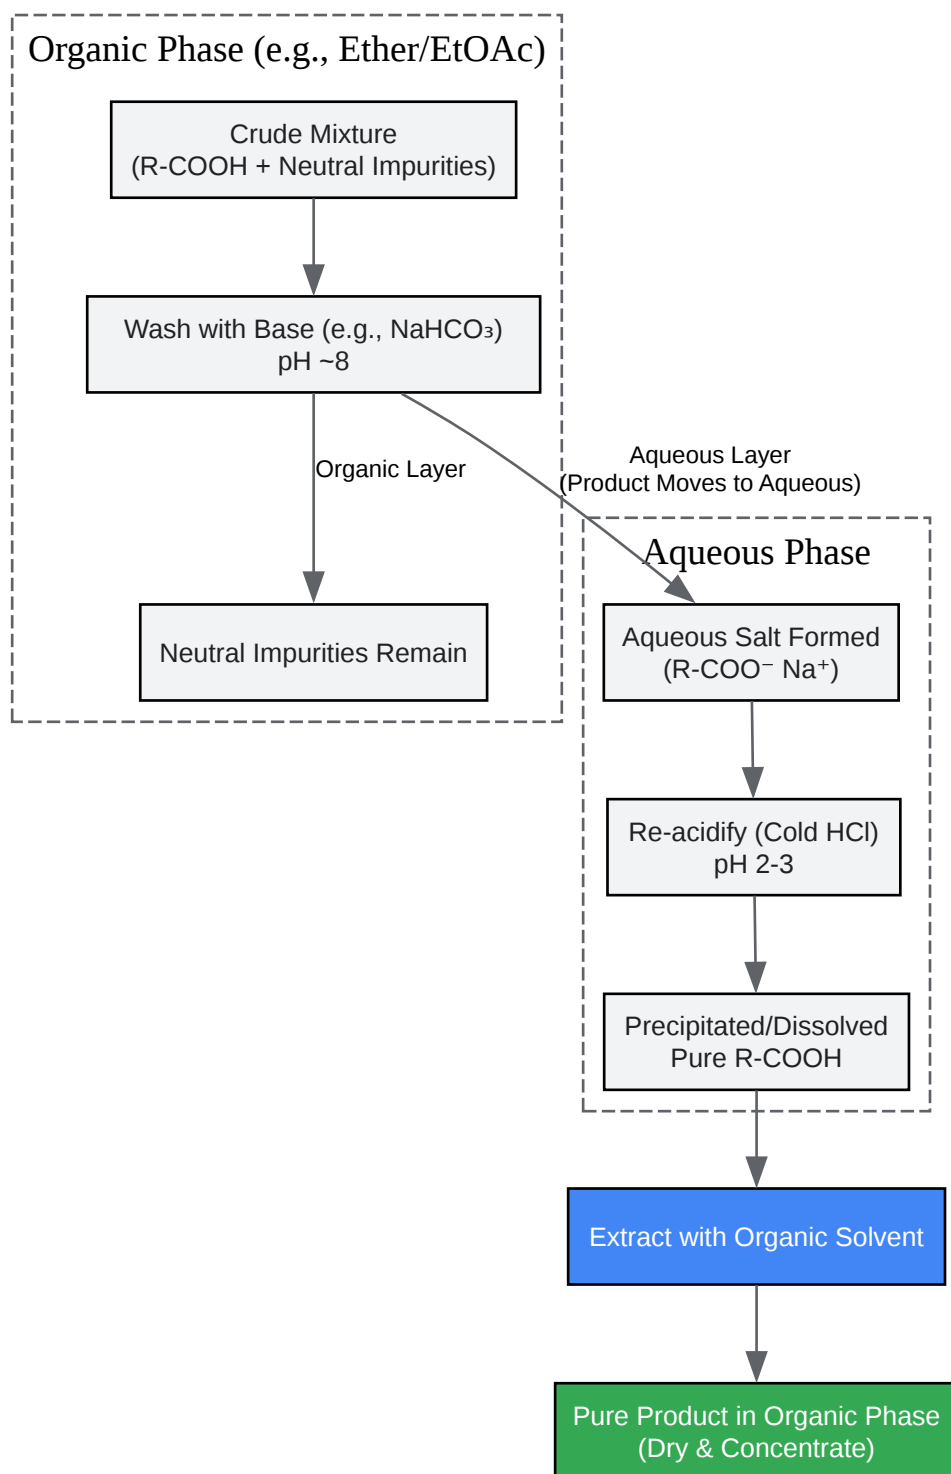 Organic Phase (e.g., Ether/EtOAc)
Crude Mixture
(R-COOH + Neutral Impurities)
Wash with Base (e.g., NaHCO₃)
pH ~8
Organic Layer
Aqueous Layer
(Product Moves to Aqueous)
Neutral Impurities Remain
Aqueous Phase
Aqueous Salt Formed
(R-COO⁻ Na⁺)
Re-acidify (Cold HCl)
pH 2-3
Precipitated/Dissolved
Pure R-COOH
Extract with Organic Solvent
Pure Product in Organic Phase
(Dry & Concentrate)